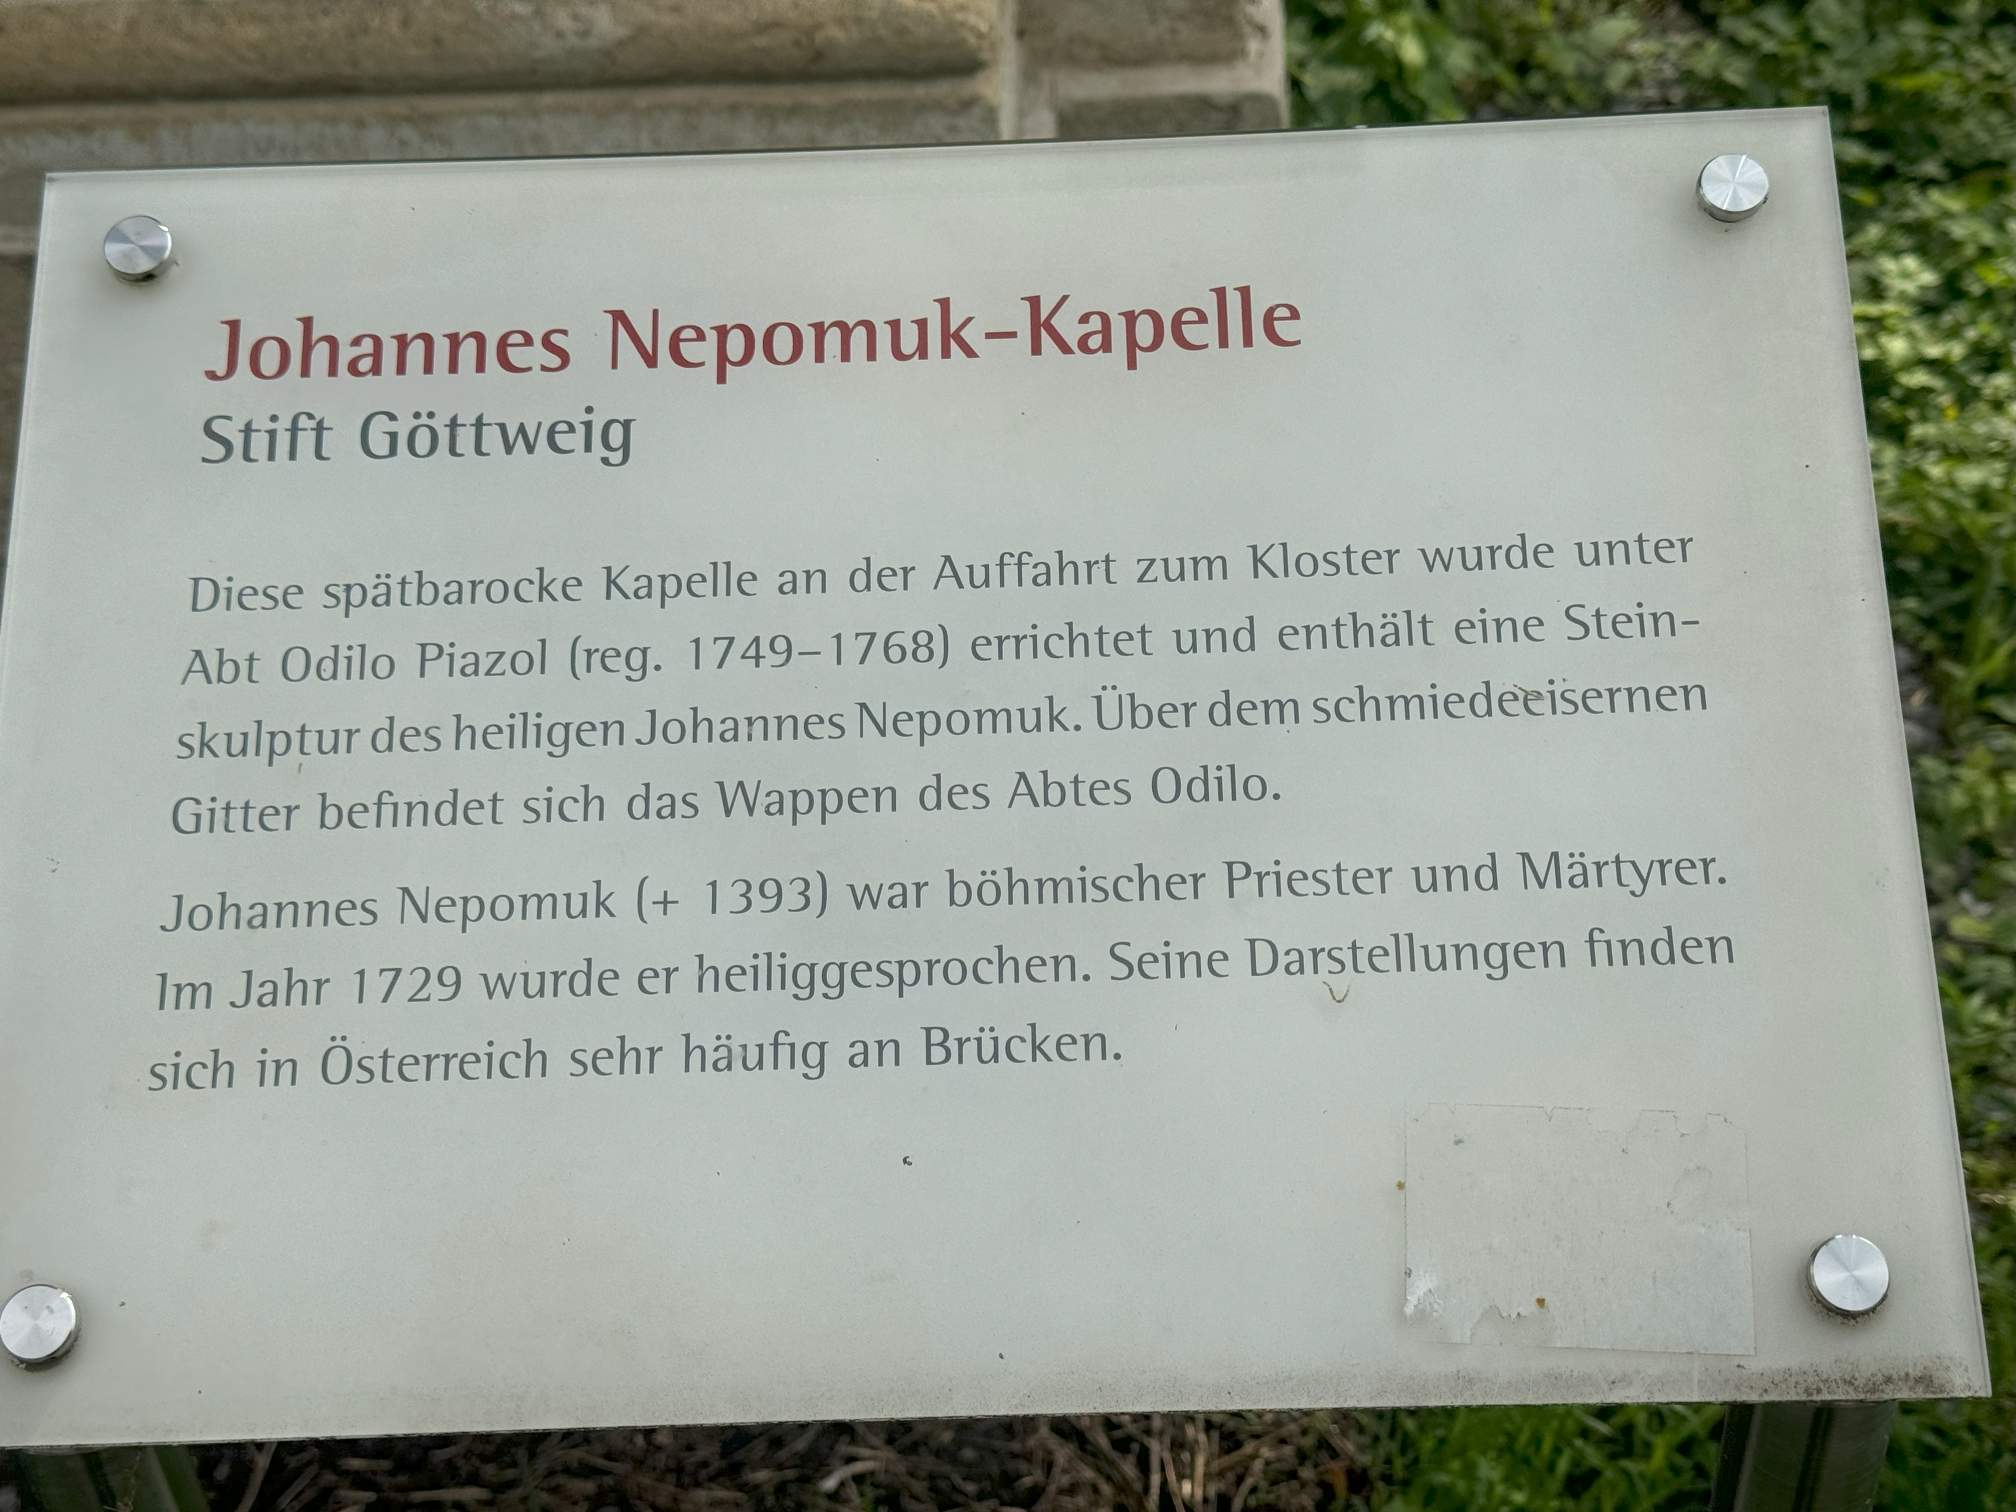 Johannes Nepomuk-Kapelle
Stift Göttweig
Diese spätbarocke Kapelle an der Auffahrt zum Kloster wurde unter
Abt Odilo Piazol (reg. 1749–1768) errichtet und enthält eine Stein-
skulptur des heiligen Johannes Nepomuk. Über dem schmiedeeisernen
Gitter befindet sich das Wappen des Abtes Odilo.
Johannes Nepomuk (+ 1393) war böhmischer Priester und Märtyrer.
Im Jahr 1729 wurde er heiliggesprochen. Seine Darstellungen finden
sich in Österreich sehr häufig an Brücken.